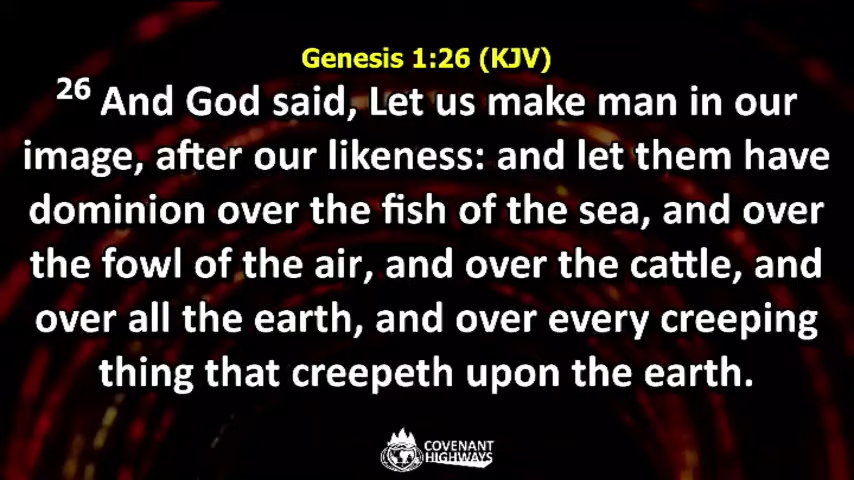 Genesis 1:26 (KJV)
26 And God said, Let us make man in our
image, after our likeness: and let them have
dominion over the fish of the sea, and over
the fowl of the air, and over the cattle, and
over all the earth, and over every creeping
thing that creepeth upon the earth.
COVENANT
HIGHWAYS